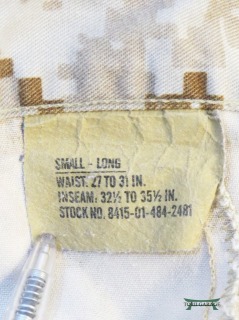 SMALL - LONG
WAIST: 27 TO 31 IN.
INSEAM: 32½ TO 35½ IN.
STOCK NO. 8415-01-484-2481